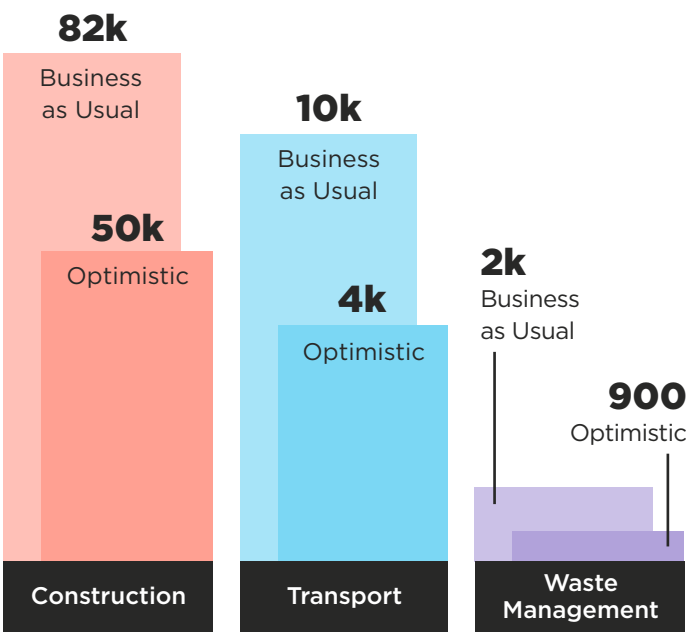 82k
Business
as Usual
50k
Optimistic
Construction
10k
Business
as Usual
4k
Optimistic
Transport
2k
Business
as Usual
900
Optimistic
Waste
Management